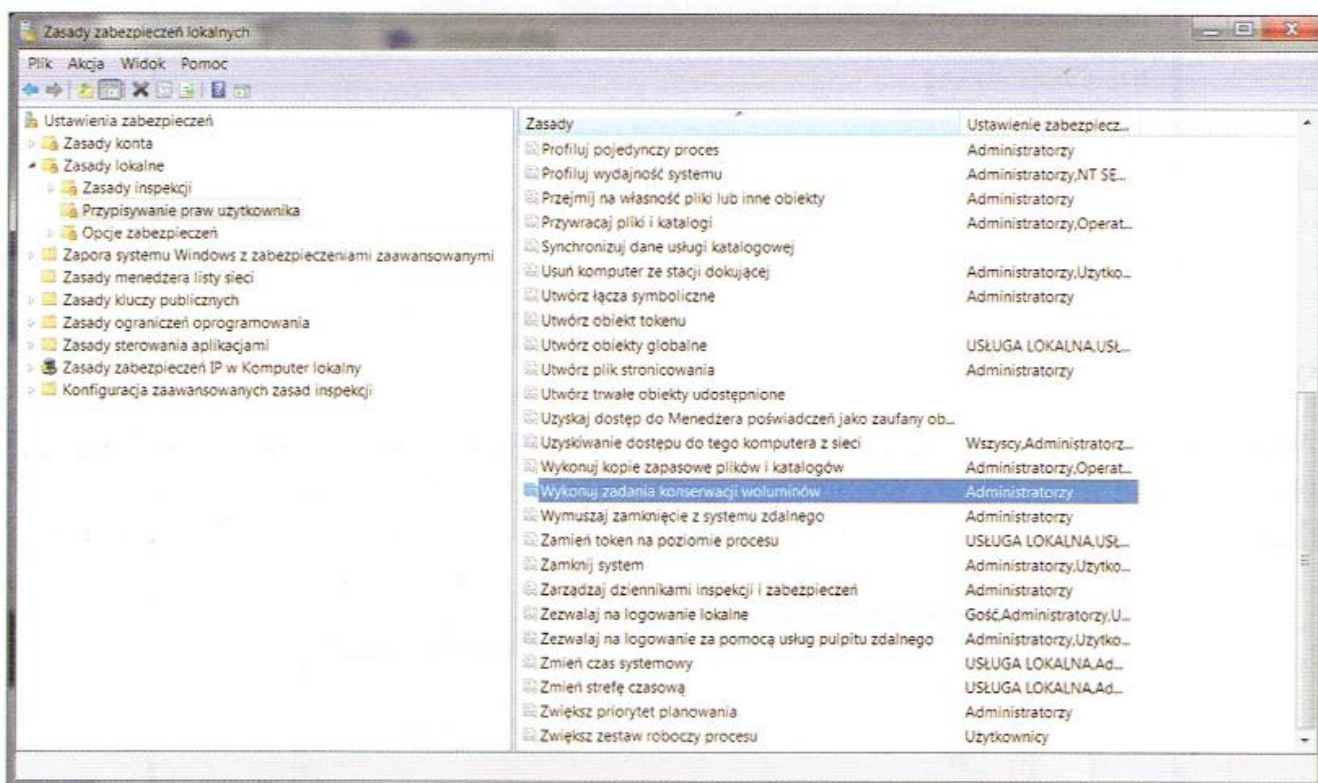 Zasady zabezpieczeń lokalnych
Plik Akcja Widok Pomoc
Ustawienia zabezpieczeń
Zasady konta
Zasady lokalne
Zasady inspekcji
Przypisywanie praw użytkownika
Opcje zabezpieczeń
Zapora systemu Windows z zabezpieczeniami zaawansowanymi
Zasady menedżera listy sieci
Zasady kluczy publicznych
Zasady ograniczeń oprogramowania
Zasady sterowania aplikacjami
Zasady zabezpieczeń IP w Komputer lokalny
Konfiguracja zaawansowanych zasad inspekcji
Zasady Ustawienie zabezpiecz...
Profiluj pojedynczy proces Administratorzy
Profiluj wydajność systemu Administratorzy,NT SE...
Przejmij na własność pliki lub inne obiekty Administratorzy
Przywracaj pliki i katalogi Administratorzy,Operat...
Synchronizuj dane usługi katalogowej
Usuń komputer ze stacji dokującej Administratorzy,Użytko...
Utwórz łącza symboliczne Administratorzy
Utwórz obiekt tokenu
Utwórz obiekty globalne USŁUGA LOKALNA,USŁ...
Utwórz plik stronicowania Administratorzy
Utwórz trwałe obiekty udostępnione
Uzyskaj dostęp do Menedżera poświadczeń jako zaufany ob...
Uzyskiwanie dostępu do tego komputera z sieci Wszyscy,Administratorz...
Wykonuj kopie zapasowe plików i katalogów Administratorzy,Operat...
Wykonuj zadania konserwacji woluminów Administratorzy
Wymuszaj zamknięcie z systemu zdalnego Administratorzy
Zamień token na poziomie procesu USŁUGA LOKALNA,USŁ...
Zamknij system Administratorzy,Użytko...
Zarządzaj dziennikami inspekcji i zabezpieczeń Administratorzy
Zezwalaj na logowanie lokalne Gość,Administratorzy,U...
Zezwalaj na logowanie za pomocą usług pulpitu zdalnego Administratorzy,Użytko...
Zmień czas systemowy USŁUGA LOKALNA,Ad...
Zmień strefę czasową USŁUGA LOKALNA,Ad...
Zwiększ priorytet planowania Administratorzy
Zwiększ zestaw roboczy procesu Użytkownicy